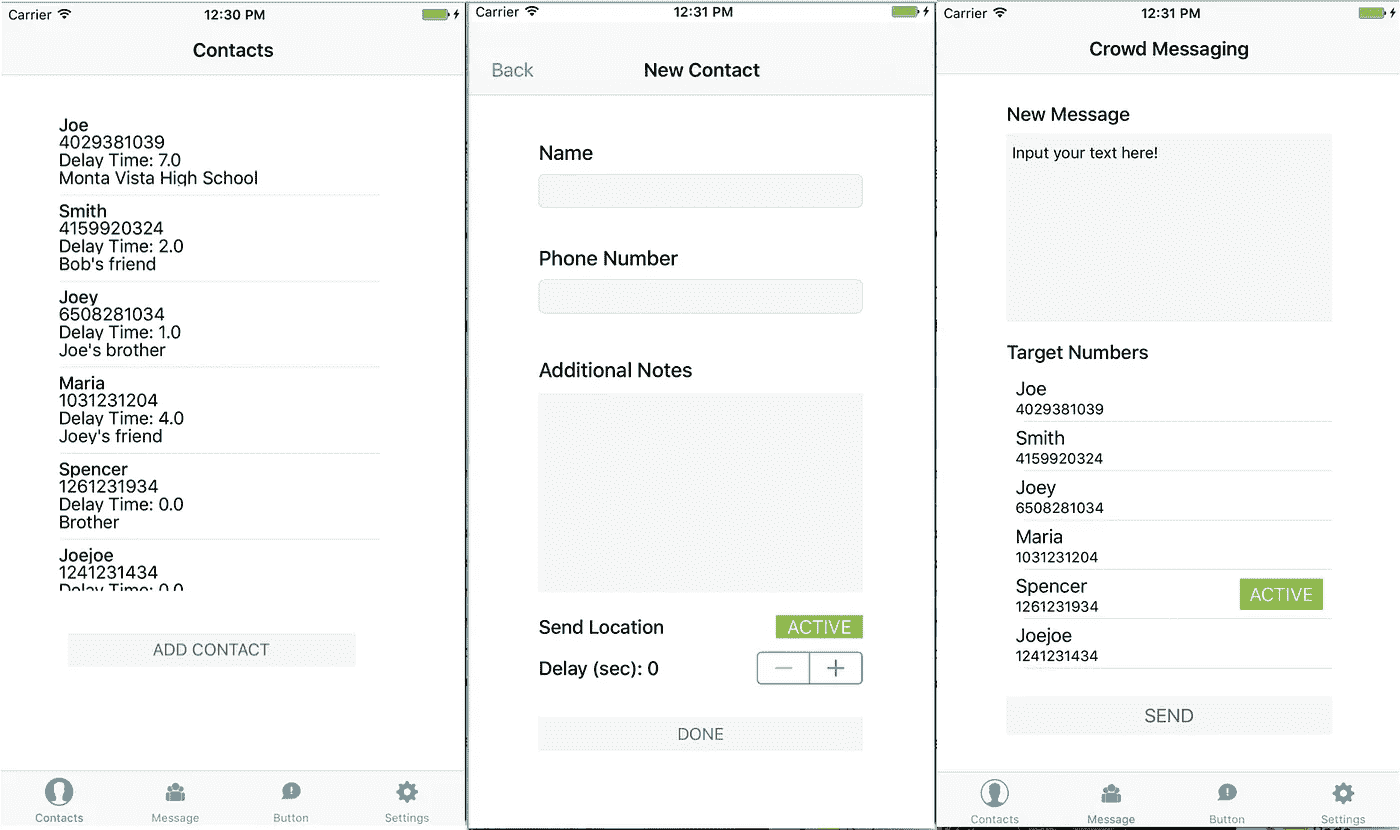 Carrier 12:30 PM
Contacts
Joe
4029381039
Delay Time: 7.0
Monta Vista High School
Smith
4159920324
Delay Time: 2.0
Bob's friend
Joey
6508281034
Delay Time: 1.0
Joe's brother
Maria
1031231204
Delay Time: 4.0
Joey's friend
Spencer
1261231934
Delay Time: 0.0
Brother
Joejoe
1241231434
Delay Time: 0.0
ADD CONTACT
Contacts Message Button Settings
Carrier 12:31 PM
Back New Contact
Name
Phone Number
Additional Notes
Send Location ACTIVE
Delay (sec): 0 − +
DONE
Carrier 12:31 PM
Crowd Messaging
New Message
Input your text here!
Target Numbers
Joe
4029381039
Smith
4159920324
Joey
6508281034
Maria
1031231204
Spencer
1261231934 ACTIVE
Joejoe
1241231434
SEND
Contacts Message Button Settings